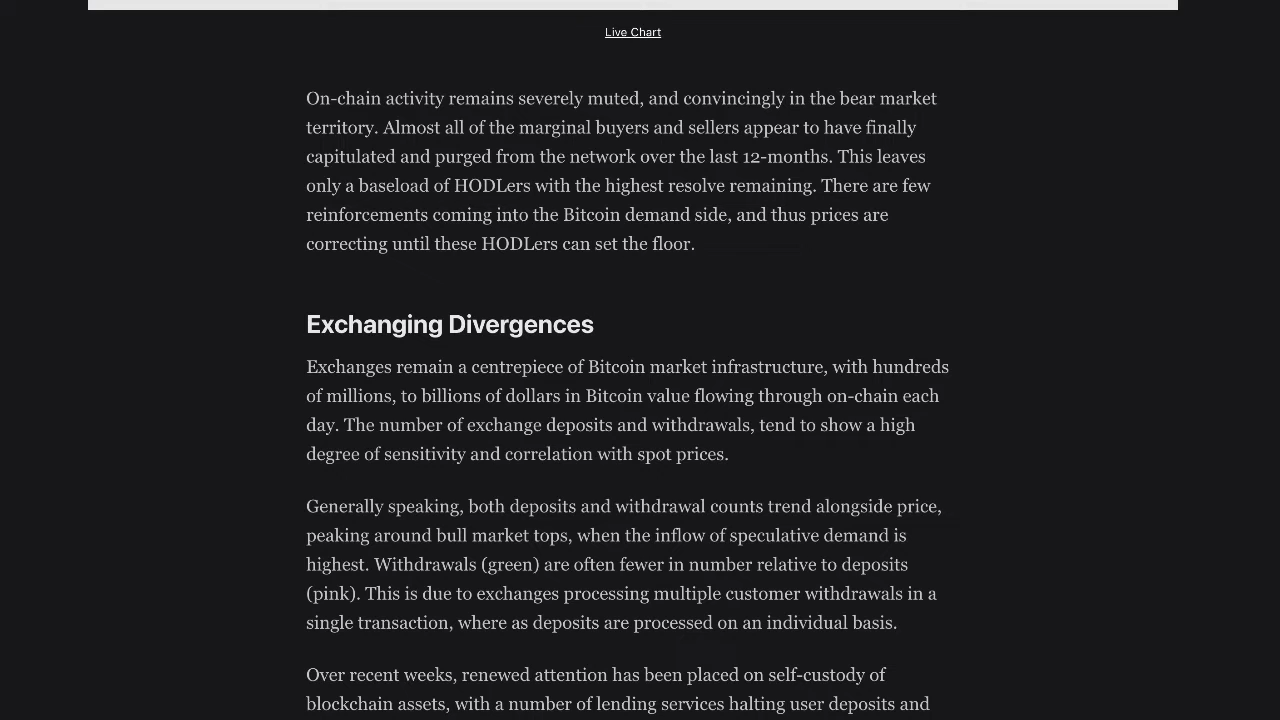 Live Chart
On-chain activity remains severely muted, and convincingly in the bear market
territory. Almost all of the marginal buyers and sellers appear to have finally
capitulated and purged from the network over the last 12-months. This leaves
only a baseload of HODLers with the highest resolve remaining. There are few
reinforcements coming into the Bitcoin demand side, and thus prices are
correcting until these HODLers can set the floor.
Exchanging Divergences
Exchanges remain a centrepiece of Bitcoin market infrastructure, with hundreds
of millions, to billions of dollars in Bitcoin value flowing through on-chain each
day. The number of exchange deposits and withdrawals, tend to show a high
degree of sensitivity and correlation with spot prices.
Generally speaking, both deposits and withdrawal counts trend alongside price,
peaking around bull market tops, when the inflow of speculative demand is
highest. Withdrawals (green) are often fewer in number relative to deposits
(pink). This is due to exchanges processing multiple customer withdrawals in a
single transaction, where as deposits are processed on an individual basis.
Over recent weeks, renewed attention has been placed on self-custody of
blockchain assets, with a number of lending services halting user deposits and